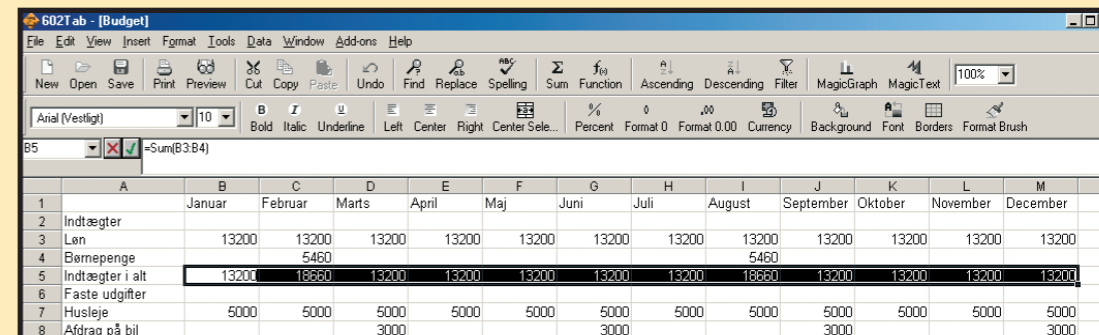 602Tab - [Budget]
File Edit View Insert Format Tools Data Window Add-ons Help
New Open Save Print Preview Cut Copy Paste Undo Find Replace Spelling Sum Function Ascending Descending Filter MagicGraph MagicText 100%
Arial (Vestligt) 10 Bold Italic Underline Left Center Right Center Sele... Percent Format 0 Format 0.00 Currency Background Font Borders Format Brush
B5 =Sum(B3:B4)
A B C D E F G H I J K L M
1 Januar Februar Marts April Maj Juni Juli August September Oktober November December
2 Indtægter
3 Løn 13200 13200 13200 13200 13200 13200 13200 13200 13200 13200 13200 13200
4 Børnepenge 5460 5460
5 Indtægter i alt 13200 18660 13200 13200 13200 13200 13200 18660 13200 13200 13200 13200
6 Faste udgifter
7 Husleje 5000 5000 5000 5000 5000 5000 5000 5000 5000 5000 5000 5000
8 Afdrag på bil 3000 3000 3000 3000